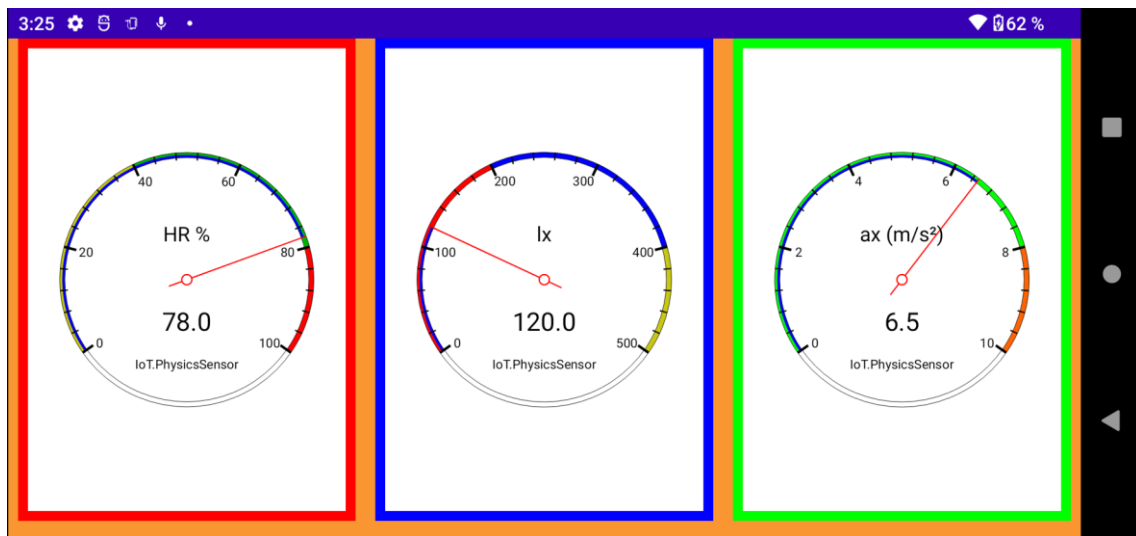 3:25 62 %
40 60
HR %
20 80
78.0
0 100
IoT.PhysicsSensor
200 300
lx
100 400
120.0
0 500
IoT.PhysicsSensor
4 6
ax (m/s²)
2 8
6.5
0 10
IoT.PhysicsSensor